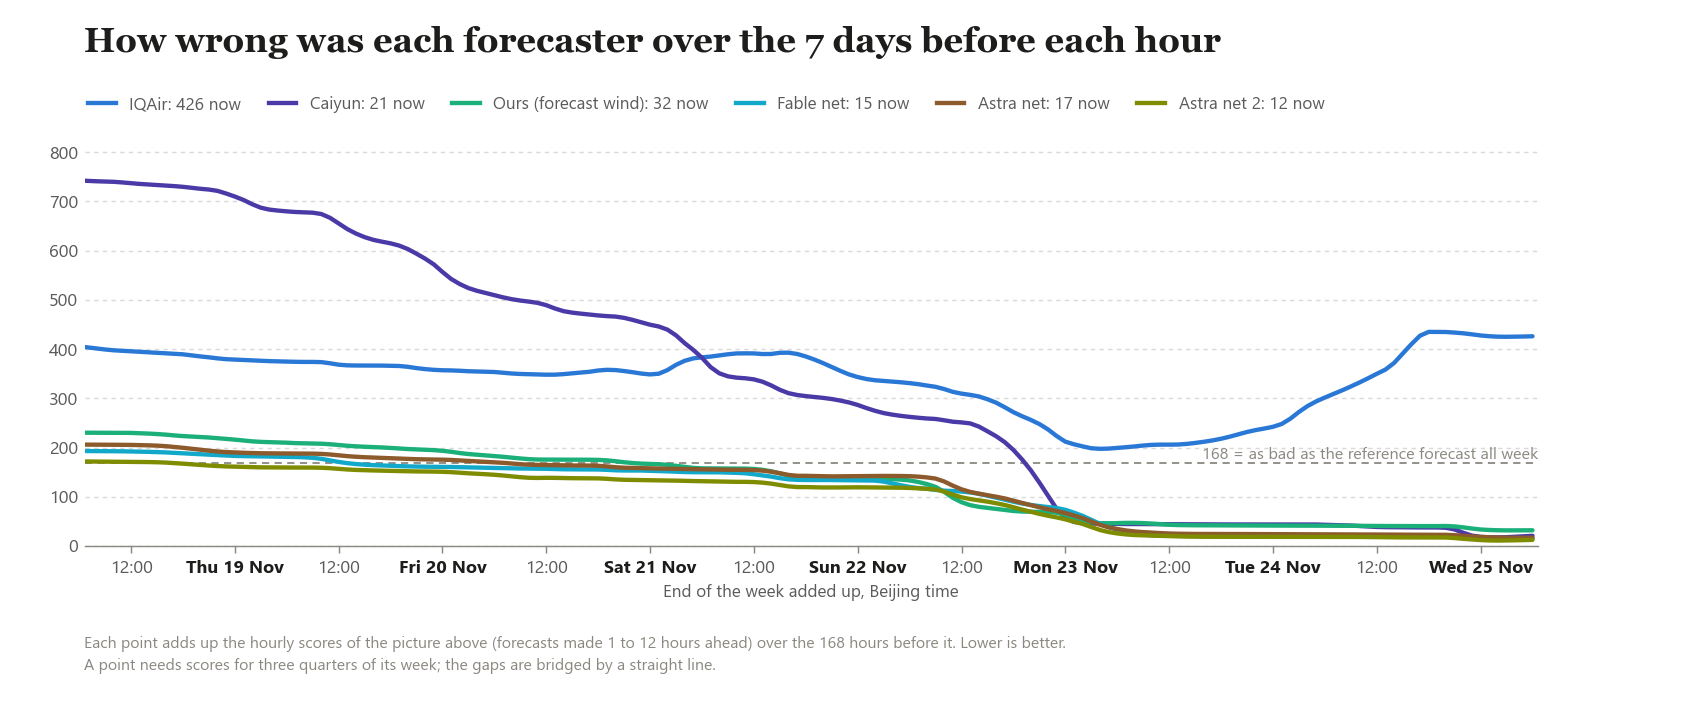 How wrong was each forecaster over the 7 days before each hour
IQAir: 426 now Caiyun: 21 now Ours (forecast wind): 32 now Fable net: 15 now Astra net: 17 now Astra net 2: 12 now
800
700
600
500
400
300
200
168 = as bad as the reference forecast all week
100
0
12:00 Thu 19 Nov 12:00 Fri 20 Nov 12:00 Sat 21 Nov 12:00 Sun 22 Nov 12:00 Mon 23 Nov 12:00 Tue 24 Nov 12:00 Wed 25 Nov
End of the week added up, Beijing time
Each point adds up the hourly scores of the picture above (forecasts made 1 to 12 hours ahead) over the 168 hours before it. Lower is better.
A point needs scores for three quarters of its week; the gaps are bridged by a straight line.